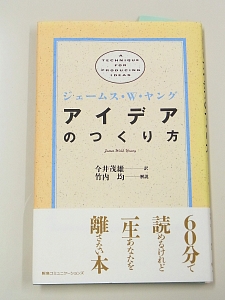 A
TECHNIQUE
FOR
PRODUCING
IDEAS
ジェームス・W・ヤング
アイデア
のつくり方
James Webb Young
今井茂雄──訳
竹内 均──解説
60分で
読めるけれど
一生あなたを
離さない本
阪急コミュニケーションズ